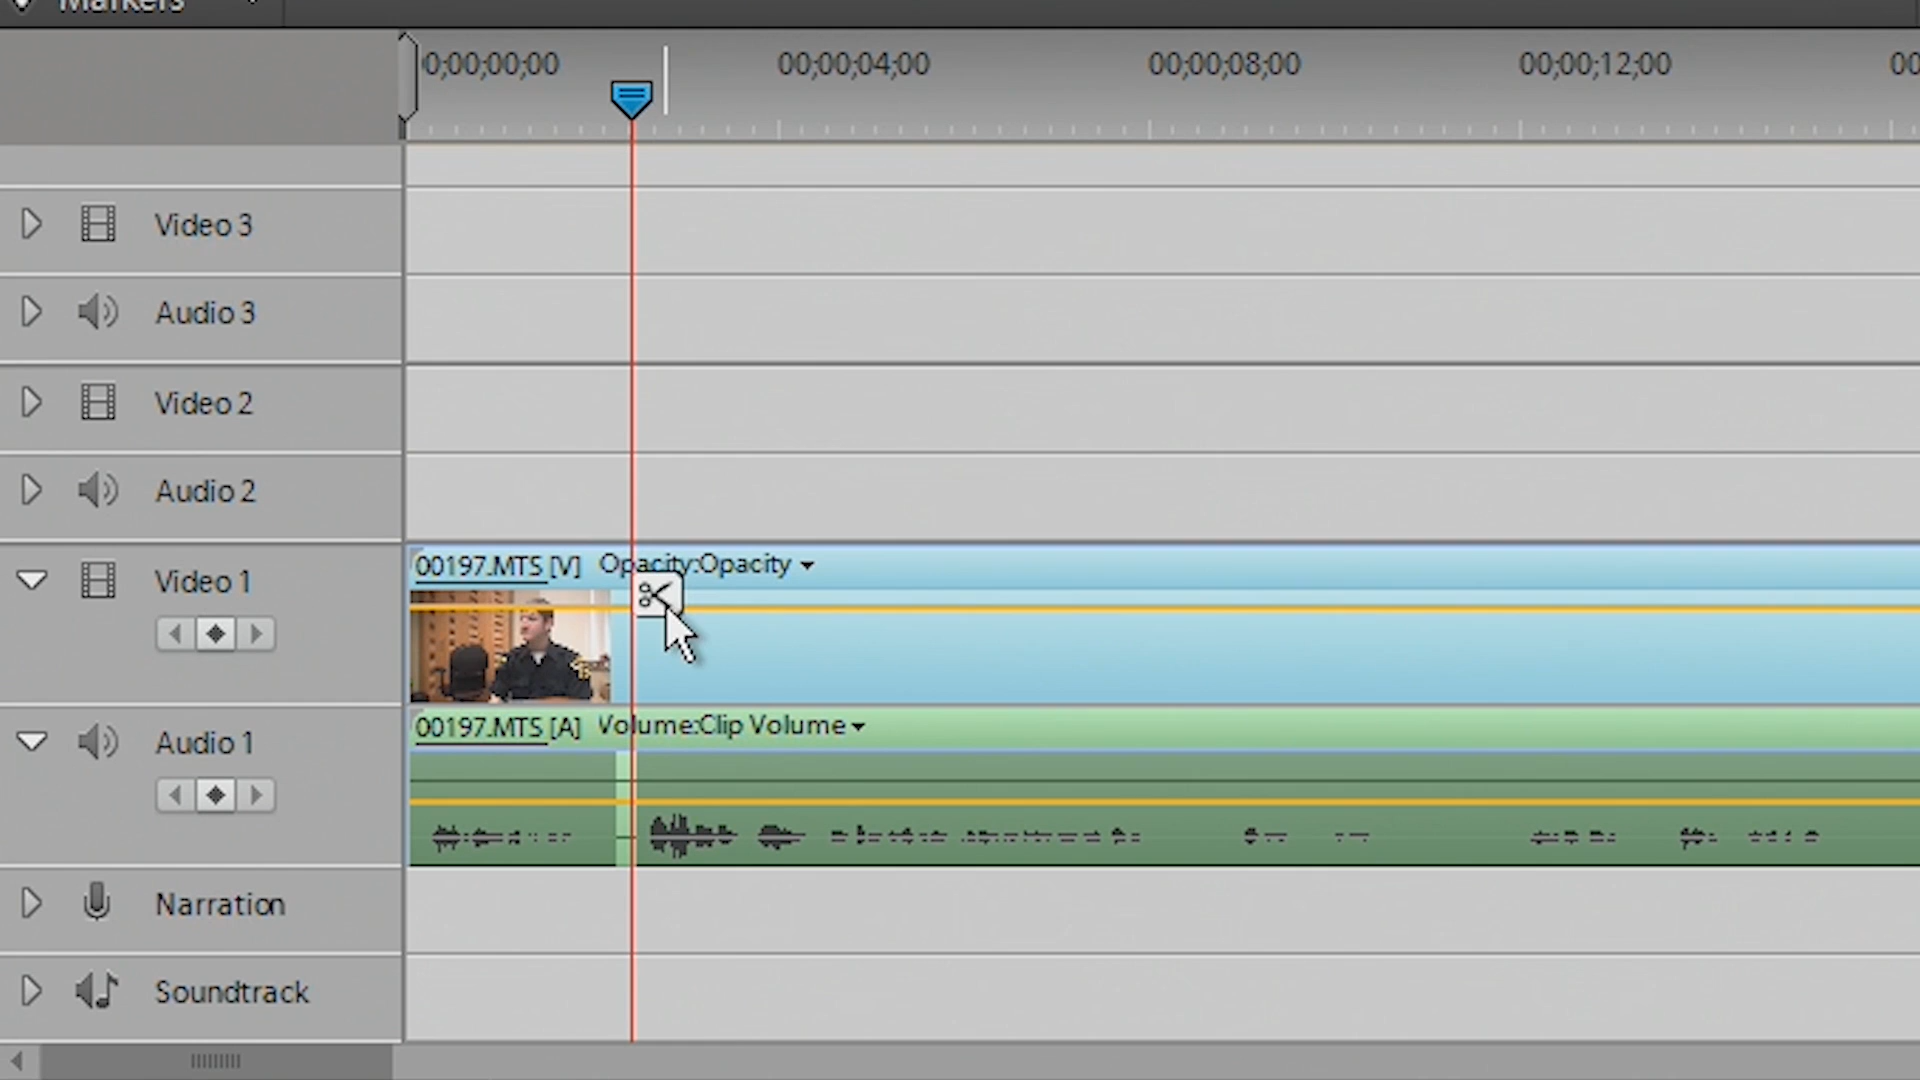 Markers
0;00;00;00 00;00;04;00 00;00;08;00 00;00;12;00 00
Video 3
Audio 3
Video 2
Audio 2
Video 1
00197.MTS [V] Opacity:Opacity
Audio 1
00197.MTS [A] Volume:Clip Volume
Narration
Soundtrack